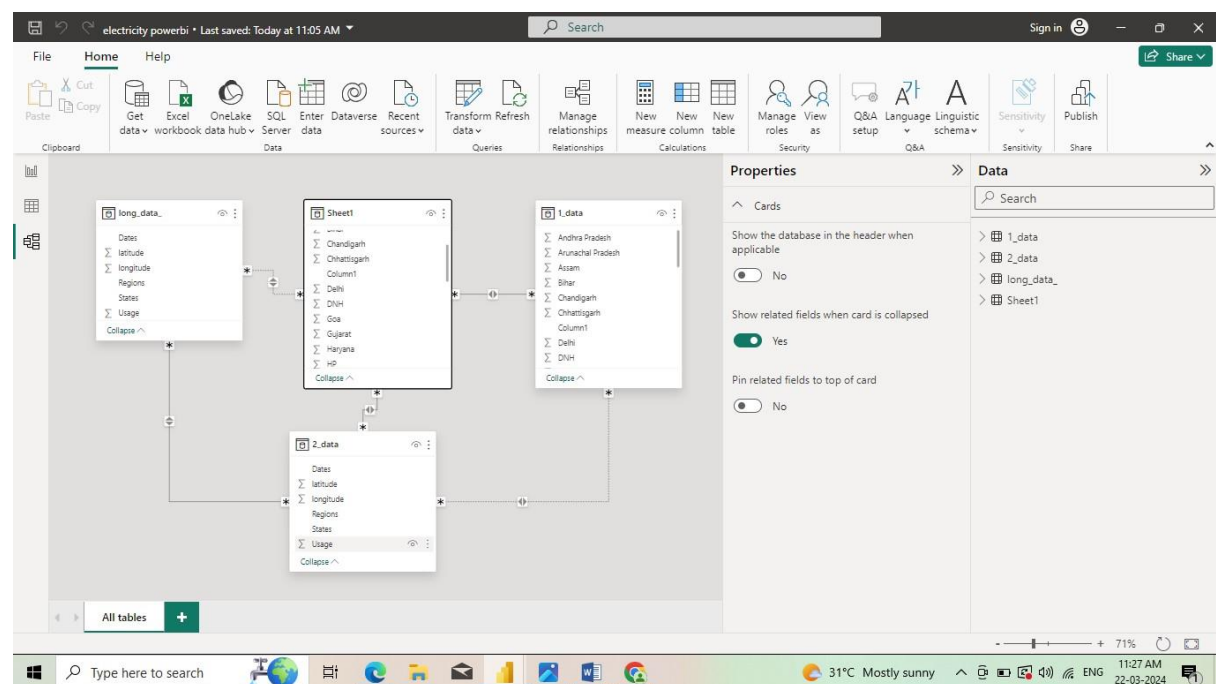 electricity powerbi • Last saved: Today at 11:05 AM
Search
Sign in
File Home Help
Share
Paste
Cut
Copy
Get data
Excel workbook
OneLake data hub
SQL Server
Enter data
Dataverse
Recent sources
Transform data
Refresh
Manage relationships
New measure
New column
New table
Manage roles
View as
Q&A setup
Language
Linguistic schema
Sensitivity
Publish
Clipboard
Data
Queries
Relationships
Calculations
Security
Q&A
Sensitivity
Share
long_data_
Dates
latitude
longitude
Regions
States
Usage
Collapse
Sheet1
Chandigarh
Chhattisgarh
Column1
Delhi
DNH
Goa
Gujarat
Haryana
HP
Collapse
1_data
Andhra Pradesh
Arunachal Pradesh
Assam
Bihar
Chandigarh
Chhattisgarh
Column1
Delhi
DNH
Collapse
2_data
Dates
latitude
longitude
Regions
States
Usage
Collapse
Properties
Cards
Show the database in the header when
applicable
No
Show related fields when card is collapsed
Yes
Pin related fields to top of card
No
Data
Search
1_data
2_data
long_data_
Sheet1
All tables
71%
Type here to search
31°C Mostly sunny
ENG
11:27 AM
22-03-2024